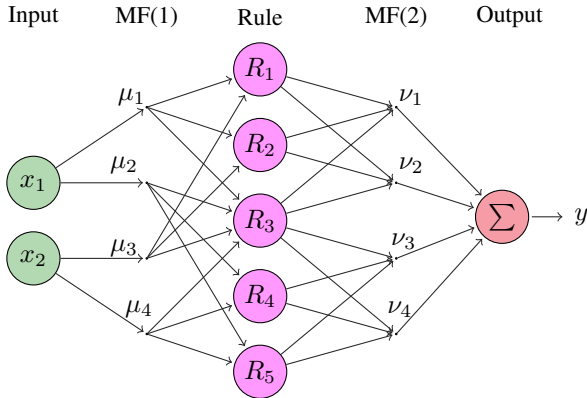 Input MF(1) Rule MF(2) Output
R₁
μ₁ ν₁
R₂
x₁ μ₂ ν₂
R₃ ∑ y
x₂ μ₃ ν₃
R₄
μ₄ ν₄
R₅